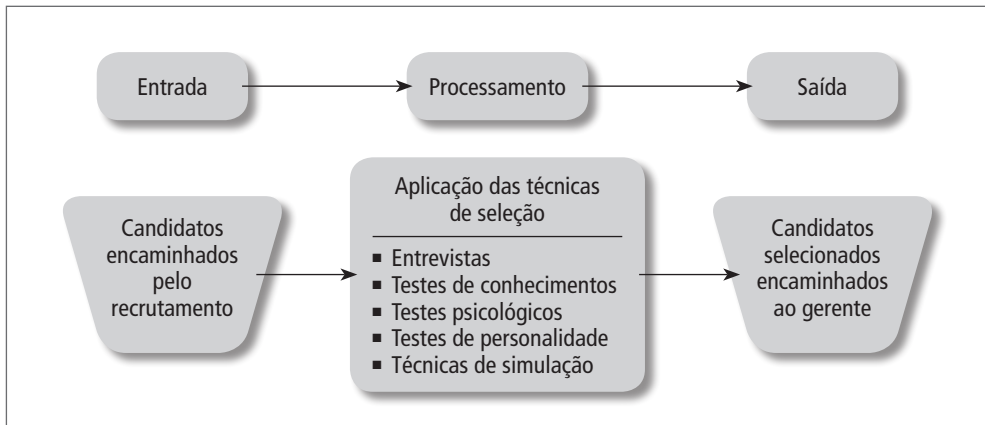 Entrada
Processamento
Saída
Candidatos
encaminhados
pelo
recrutamento
Aplicação das técnicas
de seleção
▪ Entrevistas
▪ Testes de conhecimentos
▪ Testes psicológicos
▪ Testes de personalidade
▪ Técnicas de simulação
Candidatos
selecionados
encaminhados
ao gerente